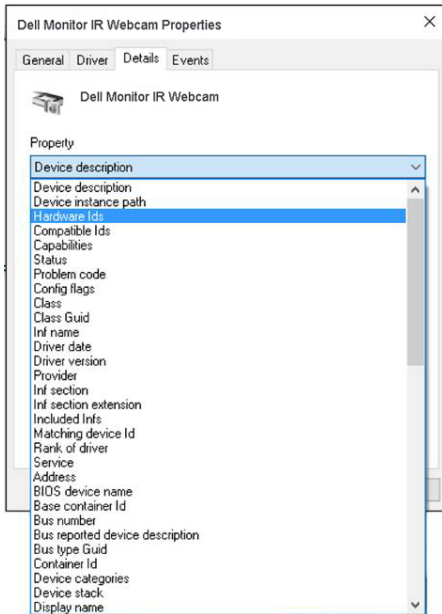 Dell Monitor IR Webcam Properties
General Driver Details Events
Dell Monitor IR Webcam
Property
Device description
Device description
Device instance path
Hardware Ids
Compatible Ids
Capabilities
Status
Problem code
Config flags
Class
Class Guid
Inf name
Driver date
Driver version
Provider
Inf section
Inf section extension
Included Infs
Matching device Id
Rank of driver
Service
Address
BIOS device name
Base container Id
Bus number
Bus reported device description
Bus type Guid
Container Id
Device categories
Device stack
Display name